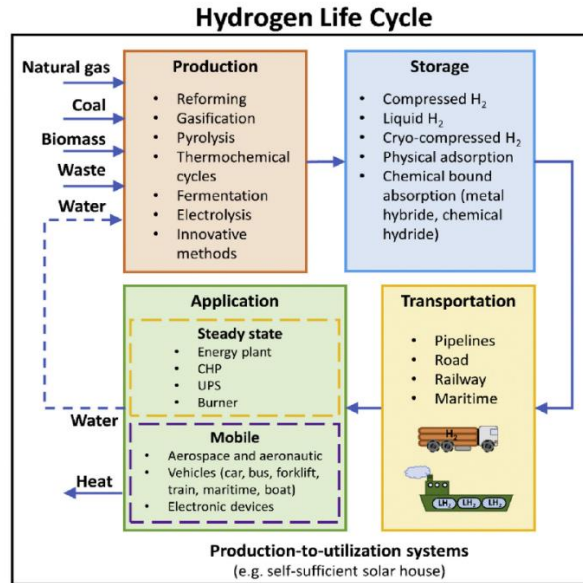 Hydrogen Life Cycle
Natural gas
Coal
Biomass
Waste
Water
Production
• Reforming
• Gasification
• Pyrolysis
• Thermochemical
cycles
• Fermentation
• Electrolysis
• Innovative
methods
Storage
• Compressed H₂
• Liquid H₂
• Cryo-compressed H₂
• Physical adsorption
• Chemical bound
absorption (metal
hybride, chemical
hydride)
Application
Steady state
• Energy plant
• CHP
• UPS
• Burner
Mobile
• Aerospace and aeronautic
• Vehicles (car, bus, forklift,
train, maritime, boat)
• Electronic devices
Water
Heat
Transportation
• Pipelines
• Road
• Railway
• Maritime
H₂
LH₂ LH₂ LH₂
Production-to-utilization systems
(e.g. self-sufficient solar house)